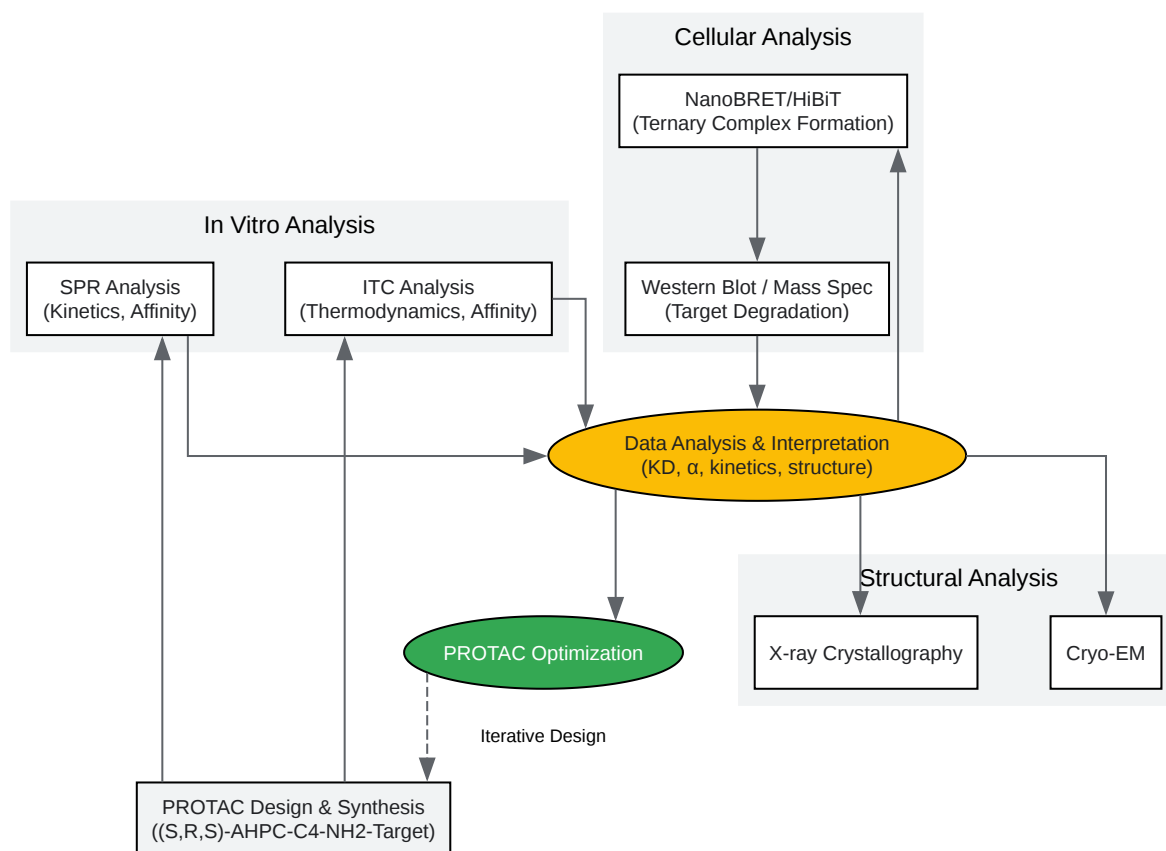 Cellular Analysis
NanoBRET/HiBiT
(Ternary Complex Formation)
In Vitro Analysis
SPR Analysis
(Kinetics, Affinity)
ITC Analysis
(Thermodynamics, Affinity)
Western Blot / Mass Spec
(Target Degradation)
Data Analysis & Interpretation
(KD, α, kinetics, structure)
Structural Analysis
X-ray Crystallography
Cryo-EM
PROTAC Optimization
Iterative Design
PROTAC Design & Synthesis
((S,R,S)-AHPC-C4-NH2-Target)